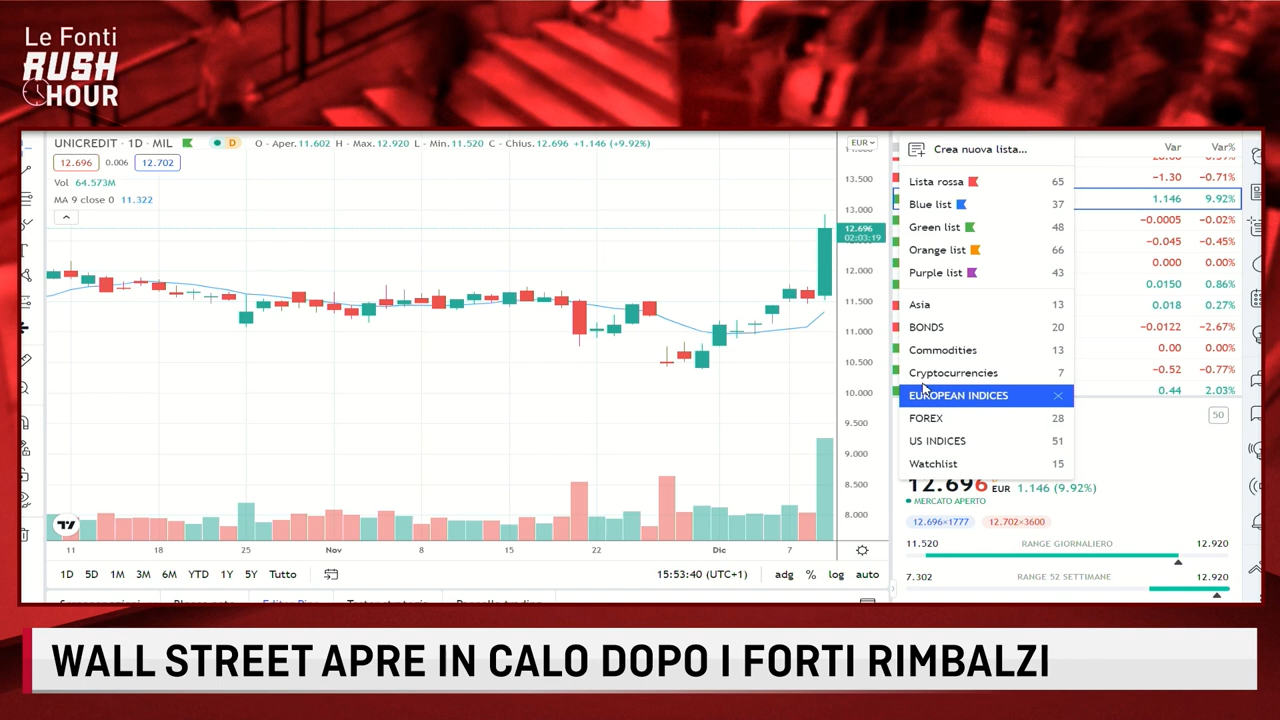 Le Fonti
RUSH
HOUR
UNICREDIT · 1D · MIL
D
O - Aper. 11.602 H - Max. 12.920 L - Min. 11.520 C - Chius. 12.696 +1.146 (+9.92%)
12.696
0.006
12.702
Vol 64.573M
MA 9 close 0 11.322
EUR
13.500
13.000
12.696
02:03:19
12.000
11.500
11.000
10.500
10.000
9.500
9.000
8.500
8.000
11
18
25
Nov
8
15
22
Dic
7
1D
5D
1M
3M
6M
YTD
1Y
5Y
Tutto
15:53:40 (UTC+1)
adg
%
log
auto
Crea nuova lista...
Lista rossa 65
Blue list 37
Green list 48
Orange list 66
Purple list 43
Asia 13
BONDS 20
Commodities 13
Cryptocurrencies 7
EUROPEAN INDICES
FOREX 28
US INDICES 51
Watchlist 15
Var Var%
−1.30 −0.71%
1.146 9.92%
−0.0005 −0.02%
−0.045 −0.45%
0.000 0.00%
0.0150 0.86%
0.018 0.27%
−0.0122 −2.67%
0.00 0.00%
−0.52 −0.77%
0.44 2.03%
50
12.696 EUR 1.146 (9.92%)
MERCATO APERTO
12.696×1777
12.702×3600
11.520 RANGE GIORNALIERO 12.920
7.302 RANGE 52 SETTIMANE 12.920
WALL STREET APRE IN CALO DOPO I FORTI RIMBALZI